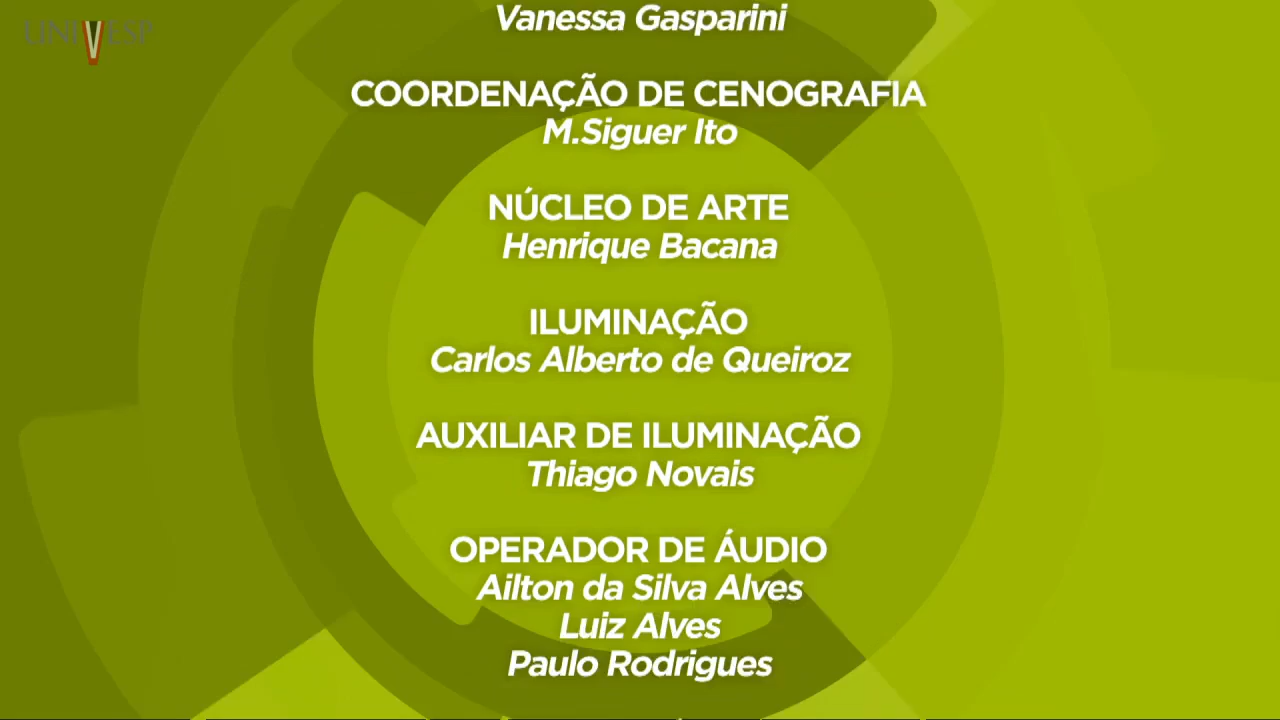 UNIVESP
Vanessa Gasparini
COORDENAÇÃO DE CENOGRAFIA
M.Siguer Ito
NÚCLEO DE ARTE
Henrique Bacana
ILUMINAÇÃO
Carlos Alberto de Queiroz
AUXILIAR DE ILUMINAÇÃO
Thiago Novais
OPERADOR DE ÁUDIO
Ailton da Silva Alves
Luiz Alves
Paulo Rodrigues